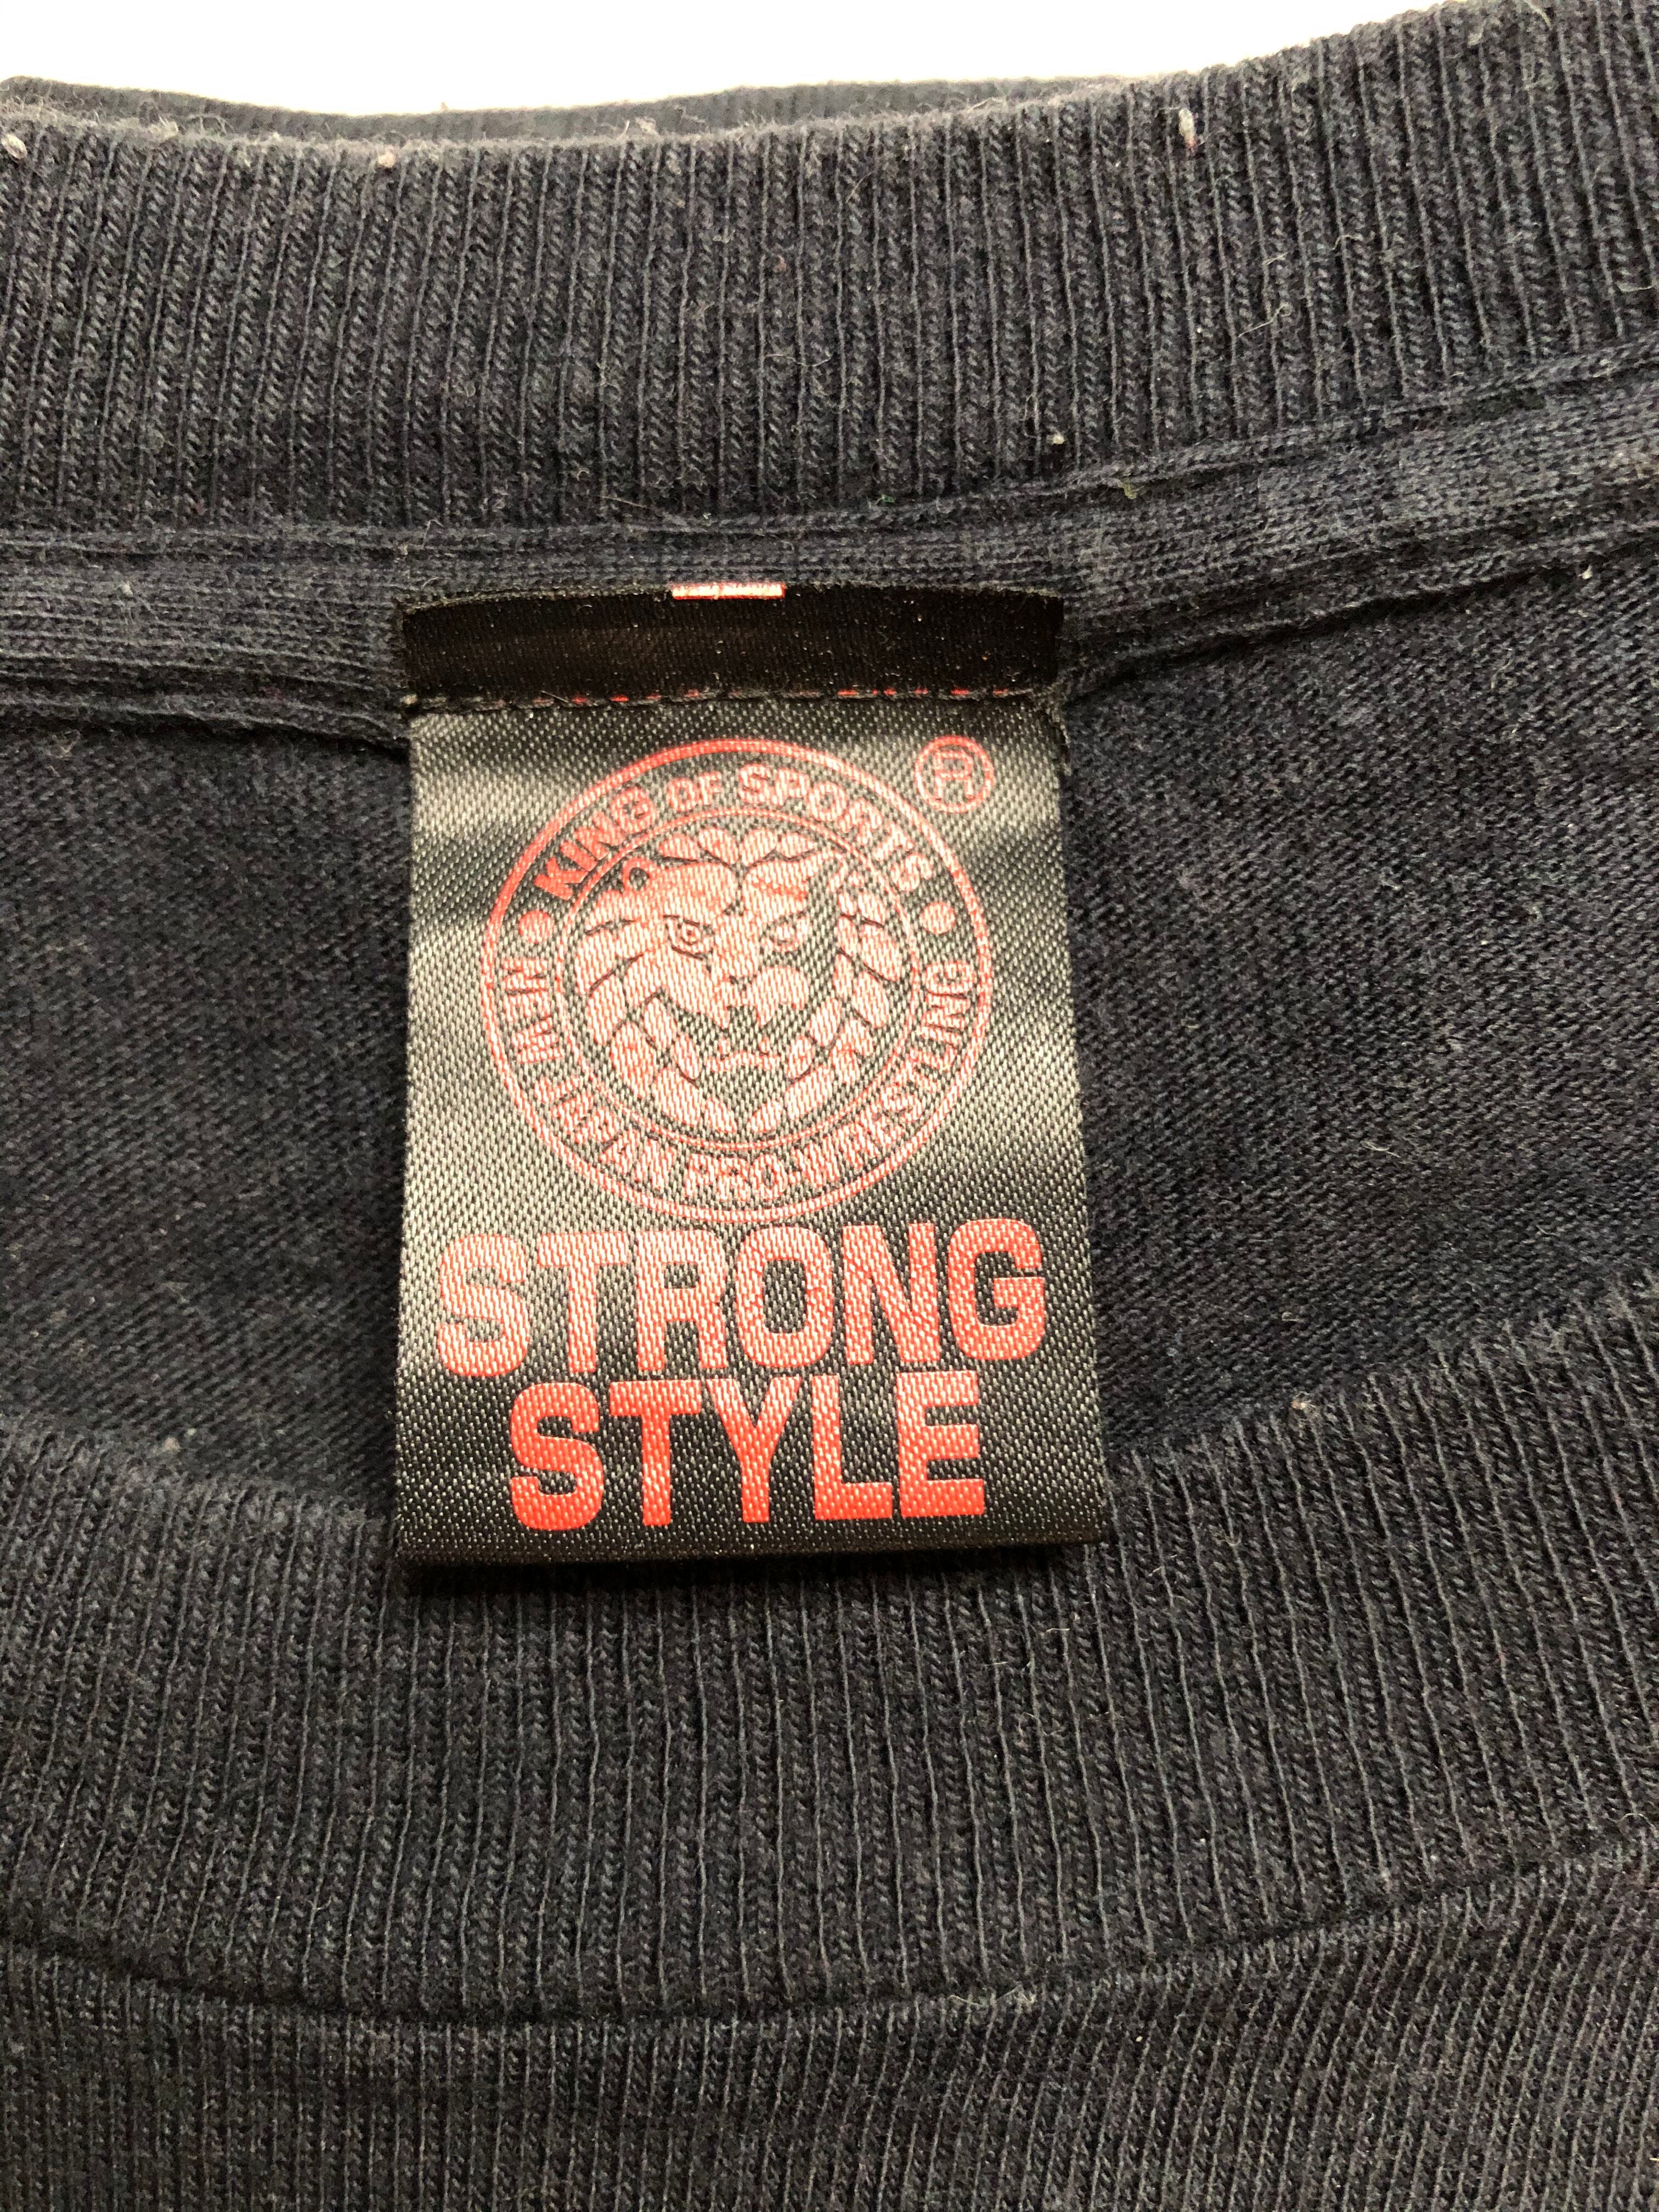 KING OF SPORTS
®
NEW JAPAN PRO-WRESTLING
STRONG
STYLE